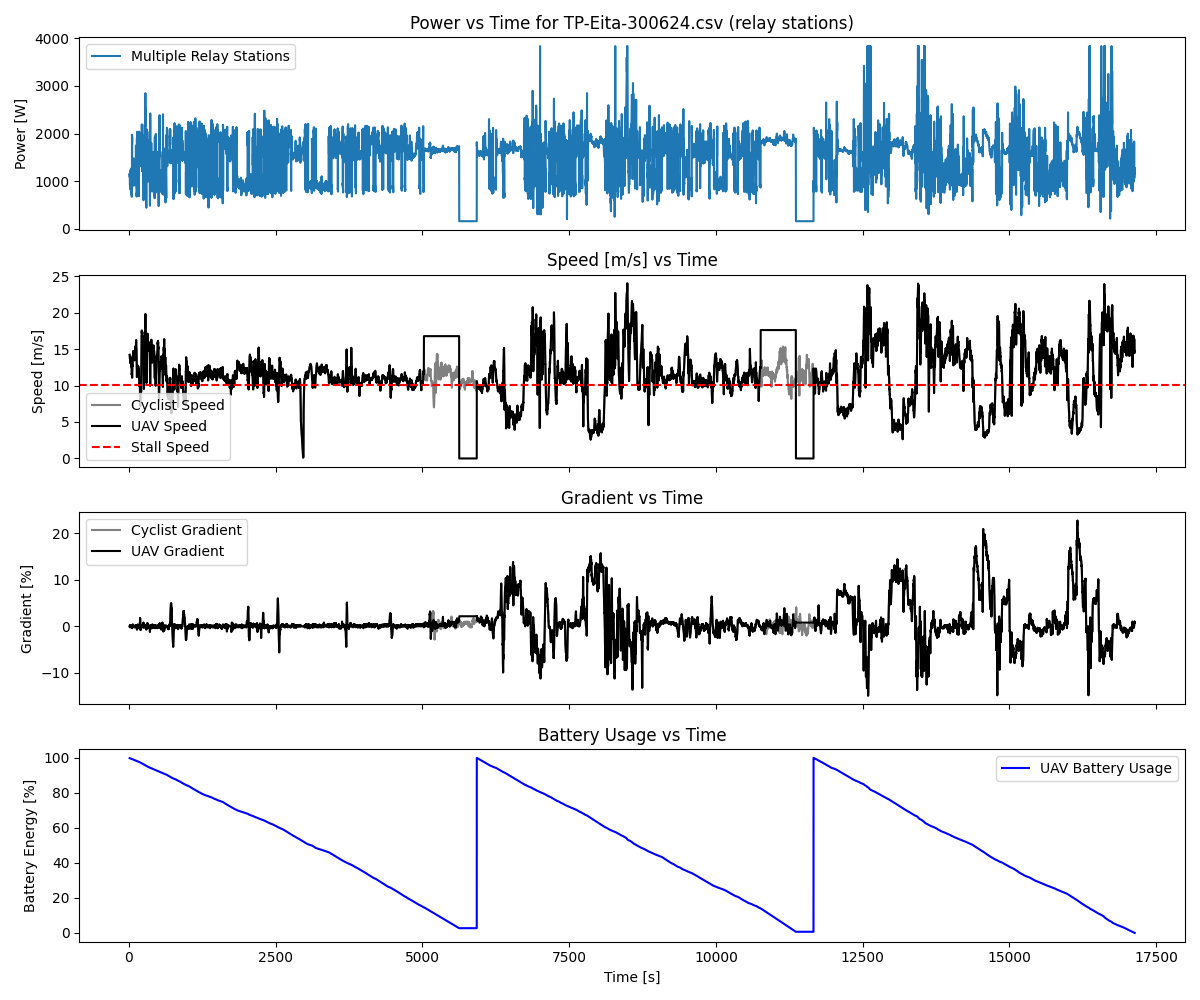 Power vs Time for TP-Eita-300624.csv (relay stations)
4000
3000
2000
1000
0
Power [W]
Multiple Relay Stations
Speed [m/s] vs Time
25
20
15
10
5
0
Speed [m/s]
Cyclist Speed
UAV Speed
Stall Speed
Gradient vs Time
20
10
0
−10
Gradient [%]
Cyclist Gradient
UAV Gradient
Battery Usage vs Time
100
80
60
40
20
0
Battery Energy [%]
UAV Battery Usage
0 2500 5000 7500 10000 12500 15000 17500
Time [s]